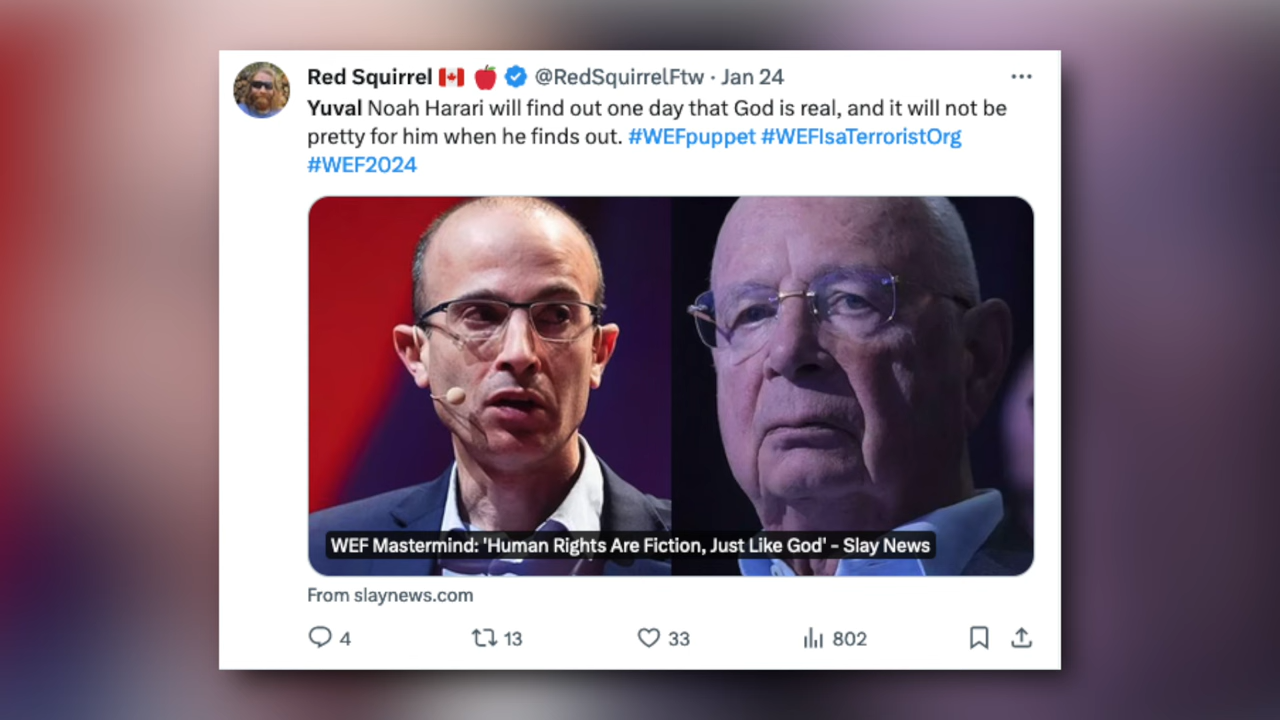 Red Squirrel 🇨🇦 🍎 @RedSquirrelFtw · Jan 24
Yuval Noah Harari will find out one day that God is real, and it will not be
pretty for him when he finds out. #WEFpuppet #WEFIsaTerroristOrg
#WEF2024
WEF Mastermind: 'Human Rights Are Fiction, Just Like God' - Slay News
From slaynews.com
4 13 33 802